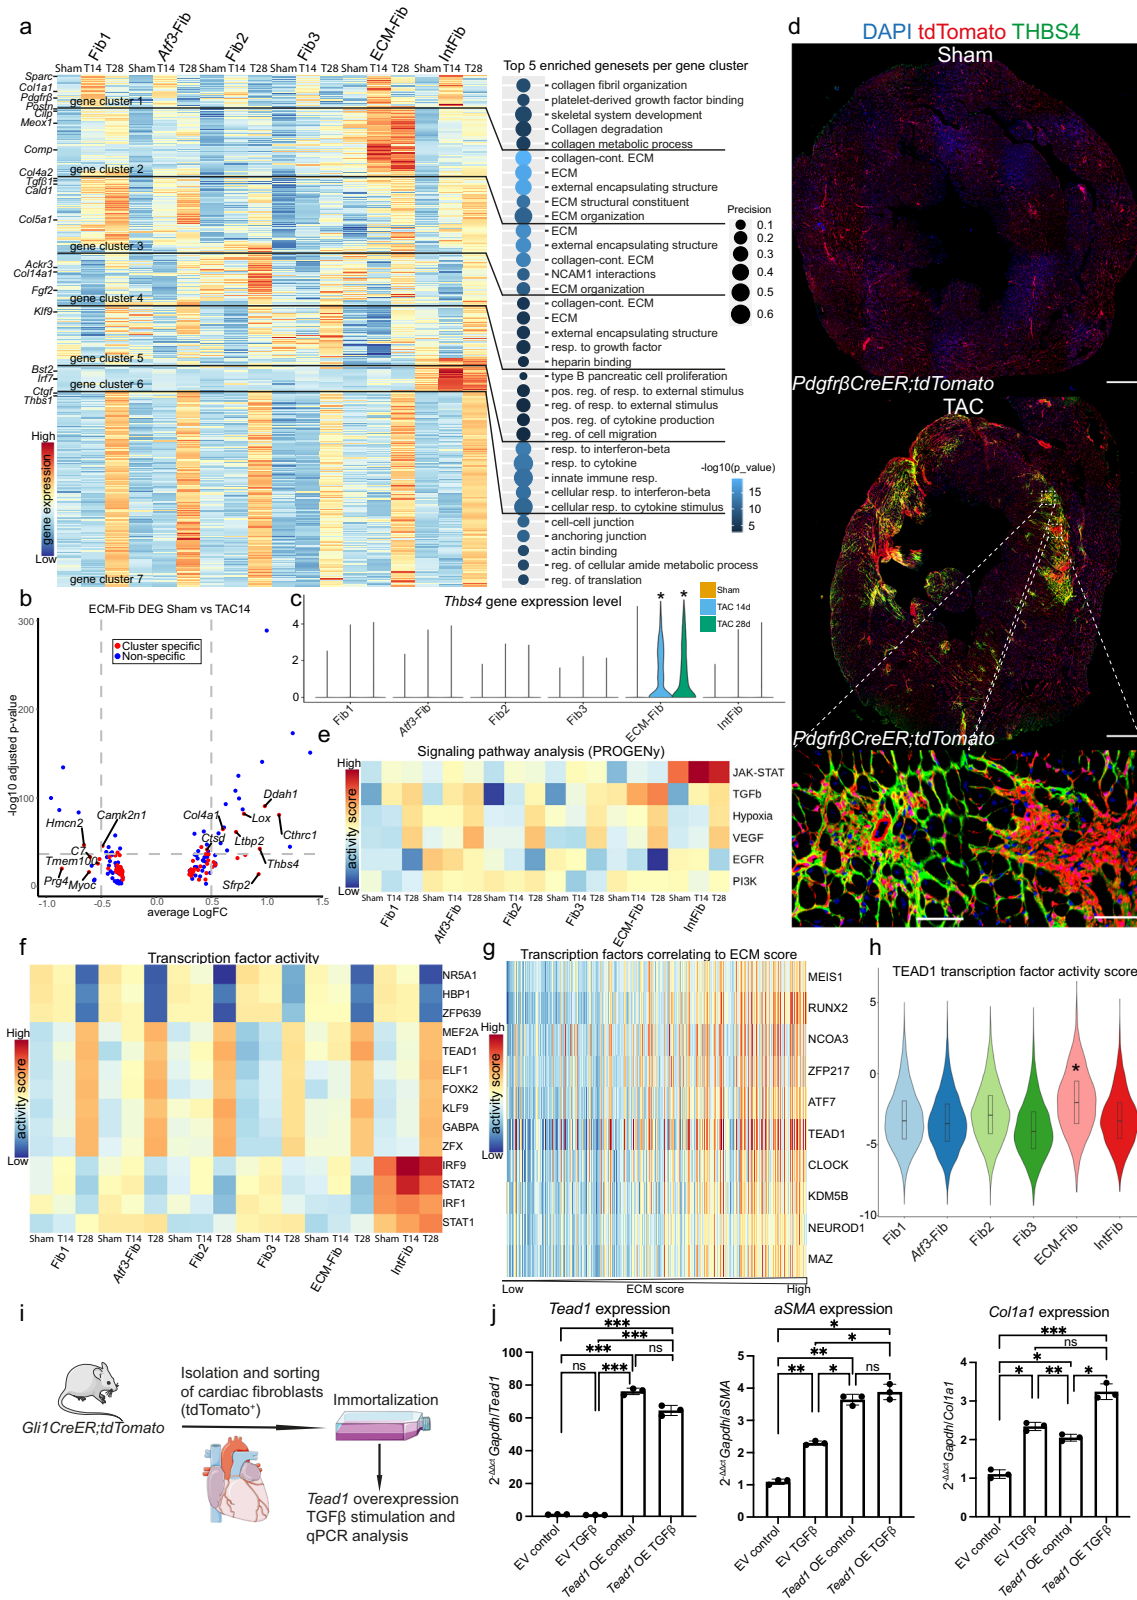 a
Fib1
Atf3-Fib
Fib2
Fib3
ECM-Fib
IntFib
Sham T14 T28 Sham T14 T28 Sham T14 T28 Sham T14 T28 Sham T14 T28 Sham T14 T28
Sparc
Col1a1
Pdgfrβ
Postn
Cilp
Meox1
Comp
Col4a2
Tgfβ1
Cald1
Col5a1
Ackr3
Col14a1
Fgf2
Klf9
Bst2
Irf7
Ctgf
Thbs1
gene cluster 1
gene cluster 2
gene cluster 3
gene cluster 4
gene cluster 5
gene cluster 6
gene cluster 7
High
gene expression
Low
Top 5 enriched genesets per gene cluster
collagen fibril organization
platelet-derived growth factor binding
skeletal system development
Collagen degradation
collagen metabolic process
collagen-cont. ECM
ECM
external encapsulating structure
ECM structural constituent
ECM organization
ECM
external encapsulating structure
collagen-cont. ECM
NCAM1 interactions
ECM organization
collagen-cont. ECM
ECM
external encapsulating structure
resp. to growth factor
heparin binding
type B pancreatic cell proliferation
pos. reg. of resp. to external stimulus
reg. of resp. to external stimulus
pos. reg. of cytokine production
reg. of cell migration
resp. to interferon-beta
resp. to cytokine
innate immune resp.
cellular resp. to interferon-beta
cellular resp. to cytokine stimulus
cell-cell junction
anchoring junction
actin binding
reg. of cellular amide metabolic process
reg. of translation
Precision
0.1
0.2
0.3
0.4
0.5
0.6
-log10(p_value)
15
10
5
b
ECM-Fib DEG Sham vs TAC14
Cluster specific
Non-specific
300
200
100
0
-log10 adjusted p-value
-1.0 -0.5 0.0 0.5 1.0 1.5
average LogFC
Hmcn2
Camk2n1
C7
Tmem100
Prg4
Myoc
Col4a1
Ctsd
Ddah1
Lox
Ltbp2
Cthrc1
Thbs4
Sfrp2
c
Thbs4 gene expression level
Sham
TAC 14d
TAC 28d
4
2
0
* *
Fib1
Atf3-Fib
Fib2
Fib3
ECM-Fib
IntFib
d
DAPI tdTomato THBS4
Sham
PdgfrβCreER;tdTomato
TAC
PdgfrβCreER;tdTomato
e
Signaling pathway analysis (PROGENy)
High
activity score
Low
JAK-STAT
TGFb
Hypoxia
VEGF
EGFR
PI3K
Sham T14 T28 Sham T14 T28 Sham T14 T28 Sham T14 T28 Sham T14 T28 Sham T14 T28
Fib1
Atf3-Fib
Fib2
Fib3
ECM-Fib
IntFib
f
Transcription factor activity
High
activity score
Low
NR5A1
HBP1
ZFP639
MEF2A
TEAD1
ELF1
FOXK2
KLF9
GABPA
ZFX
IRF9
STAT2
IRF1
STAT1
Sham T14 T28 Sham T14 T28 Sham T14 T28 Sham T14 T28 Sham T14 T28 Sham T14 T28
Fib1
Atf3-Fib
Fib2
Fib3
ECM-Fib
IntFib
g
Transcription factors correlating to ECM score
High
activity score
Low
MEIS1
RUNX2
NCOA3
ZFP217
ATF7
TEAD1
CLOCK
KDM5B
NEUROD1
MAZ
Low ECM score High
h
TEAD1 transcription factor activity score
5
0
-5
-10
*
Fib1
Atf3-Fib
Fib2
Fib3
ECM-Fib
IntFib
i
Gli1CreER;tdTomato
Isolation and sorting
of cardiac fibroblasts
(tdTomato⁺)
Immortalization
Tead1 overexpression
TGFβ stimulation and
qPCR analysis
j
Tead1 expression
***
***
*** ns
ns ***
2-ΔΔct Gapdh/Tead1
100
80
60
40
20
0
EV control
EV TGFβ
Tead1 OE control
Tead1 OE TGFβ
aSMA expression
*
*
**
** * ns
2-ΔΔct Gapdh/aSMA
5
4
3
2
1
0
EV control
EV TGFβ
Tead1 OE control
Tead1 OE TGFβ
Col1a1 expression
***
ns
*
* ** *
2-ΔΔct Gapdh/Col1a1
4
3
2
1
0
EV control
EV TGFβ
Tead1 OE control
Tead1 OE TGFβ